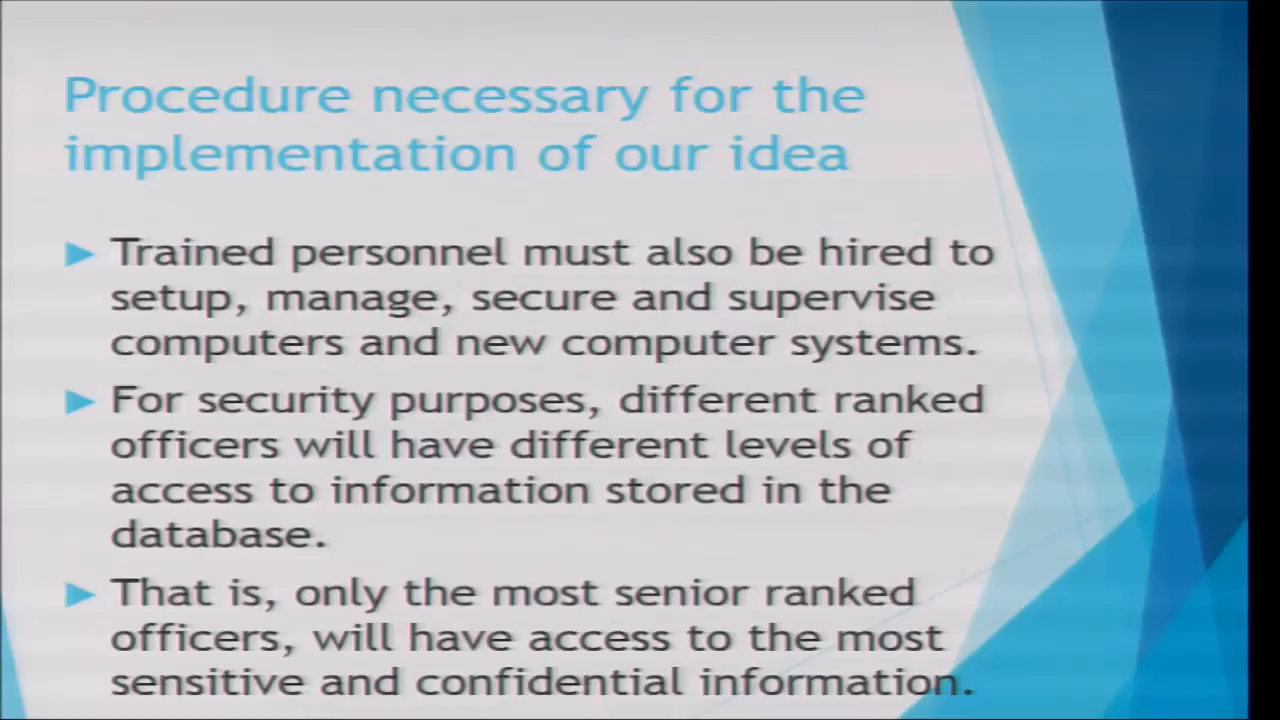 Procedure necessary for the
implementation of our idea
Trained personnel must also be hired to
setup, manage, secure and supervise
computers and new computer systems.
For security purposes, different ranked
officers will have different levels of
access to information stored in the
database.
That is, only the most senior ranked
officers, will have access to the most
sensitive and confidential information.